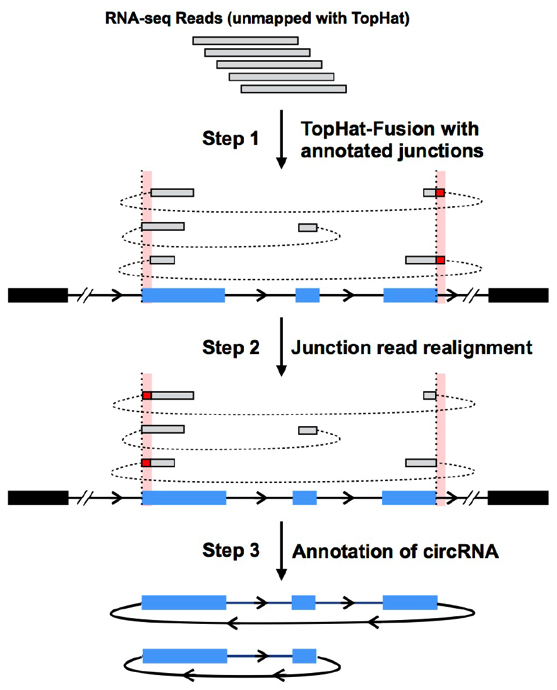 RNA-seq Reads (unmapped with TopHat)
Step 1
TopHat-Fusion with
annotated junctions
Step 2
Junction read realignment
Step 3
Annotation of circRNA